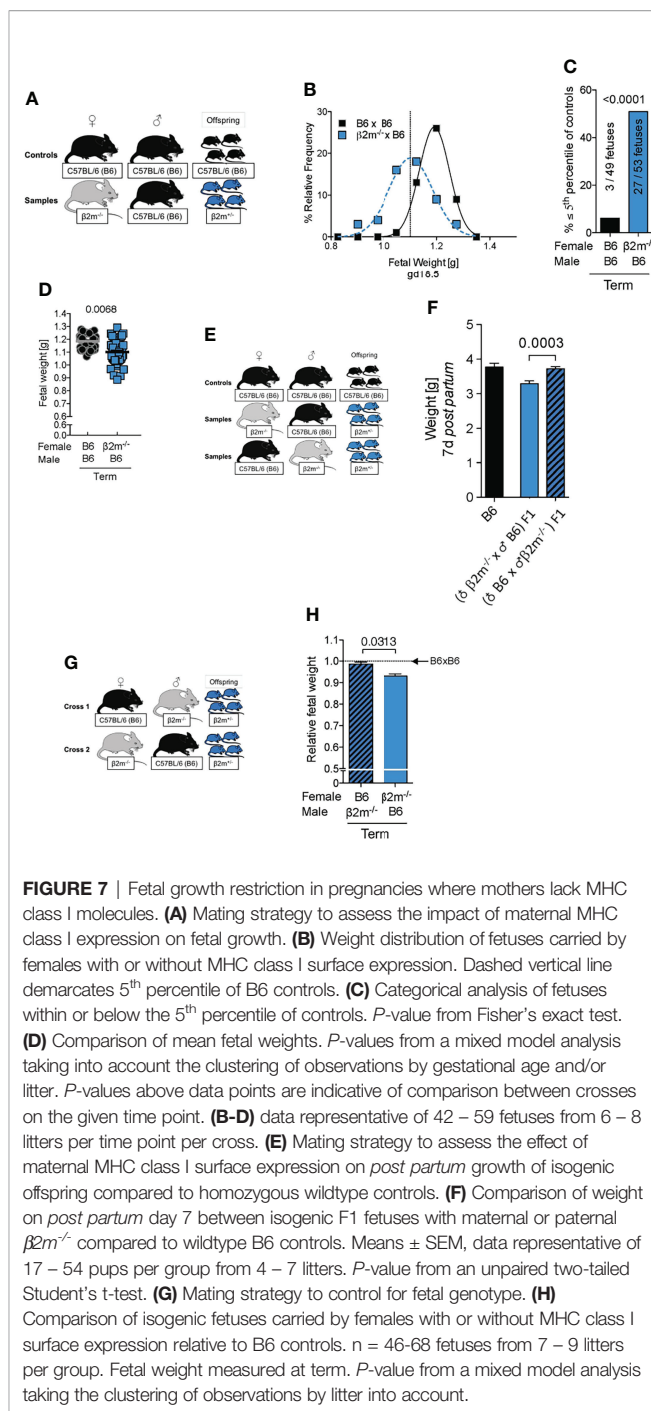 A
♀ ♂ Offspring
Controls
C57BL/6 (B6) C57BL/6 (B6) C57BL/6 (B6)
Samples
β2m-/- C57BL/6 (B6) β2m+/-
B
B6 x B6
β2m-/- x B6
% Relative Frequency
30
20
10
0
1.0 1.2 1.4
Fetal Weight [g]
gd18.5
C
<0.0001
% ≤ 5th percentile of controls
60
40
20
0
3 / 49 fetuses
27 / 53 fetuses
Female B6 β2m-/-
Male B6 B6
Term
D
0.0068
Fetal weight [g]
1.4
1.3
1.2
1.1
1.0
0.9
0.8
0.7
0.6
0.5
0.0
Female B6 β2m-/-
Male B6 B6
Term
E
♀ ♂ Offspring
Controls
C57BL/6 (B6) C57BL/6 (B6) C57BL/6 (B6)
Samples
β2m-/- C57BL/6 (B6) β2m+/-
Samples
C57BL/6 (B6) β2m-/- β2m+/-
F
0.0003
Weight [g]
7d post partum
5
4
3
2
1
0
B6
(♁ β2m-/- x ♂ B6) F1
(♁ B6 x ♂β2m-/-) F1
G
♀ ♂ Offspring
Cross 1
C57BL/6 (B6) β2m-/- β2m+/-
Cross 2
β2m-/- C57BL/6 (B6) β2m+/-
H
0.0313
B6xB6
Relative fetal weight
1.1
1.0
0.9
0.8
0.7
0.6
0.5
0
Female B6 β2m-/-
Male β2m-/- B6
Term
FIGURE 7 | Fetal growth restriction in pregnancies where mothers lack MHC
class I molecules. (A) Mating strategy to assess the impact of maternal MHC
class I expression on fetal growth. (B) Weight distribution of fetuses carried by
females with or without MHC class I surface expression. Dashed vertical line
demarcates 5th percentile of B6 controls. (C) Categorical analysis of fetuses
within or below the 5th percentile of controls. P-value from Fisher's exact test.
(D) Comparison of mean fetal weights. P-values from a mixed model analysis
taking into account the clustering of observations by gestational age and/or
litter. P-values above data points are indicative of comparison between crosses
on the given time point. (B-D) data representative of 42 – 59 fetuses from 6 – 8
litters per time point per cross. (E) Mating strategy to assess the effect of
maternal MHC class I surface expression on post partum growth of isogenic
offspring compared to homozygous wildtype controls. (F) Comparison of weight
on post partum day 7 between isogenic F1 fetuses with maternal or paternal
β2m-/- compared to wildtype B6 controls. Means ± SEM, data representative of
17 – 54 pups per group from 4 – 7 litters. P-value from an unpaired two-tailed
Student's t-test. (G) Mating strategy to control for fetal genotype. (H)
Comparison of isogenic fetuses carried by females with or without MHC class I
surface expression relative to B6 controls. n = 46-68 fetuses from 7 – 9 litters
per group. Fetal weight measured at term. P-value from a mixed model analysis
taking the clustering of observations by litter into account.